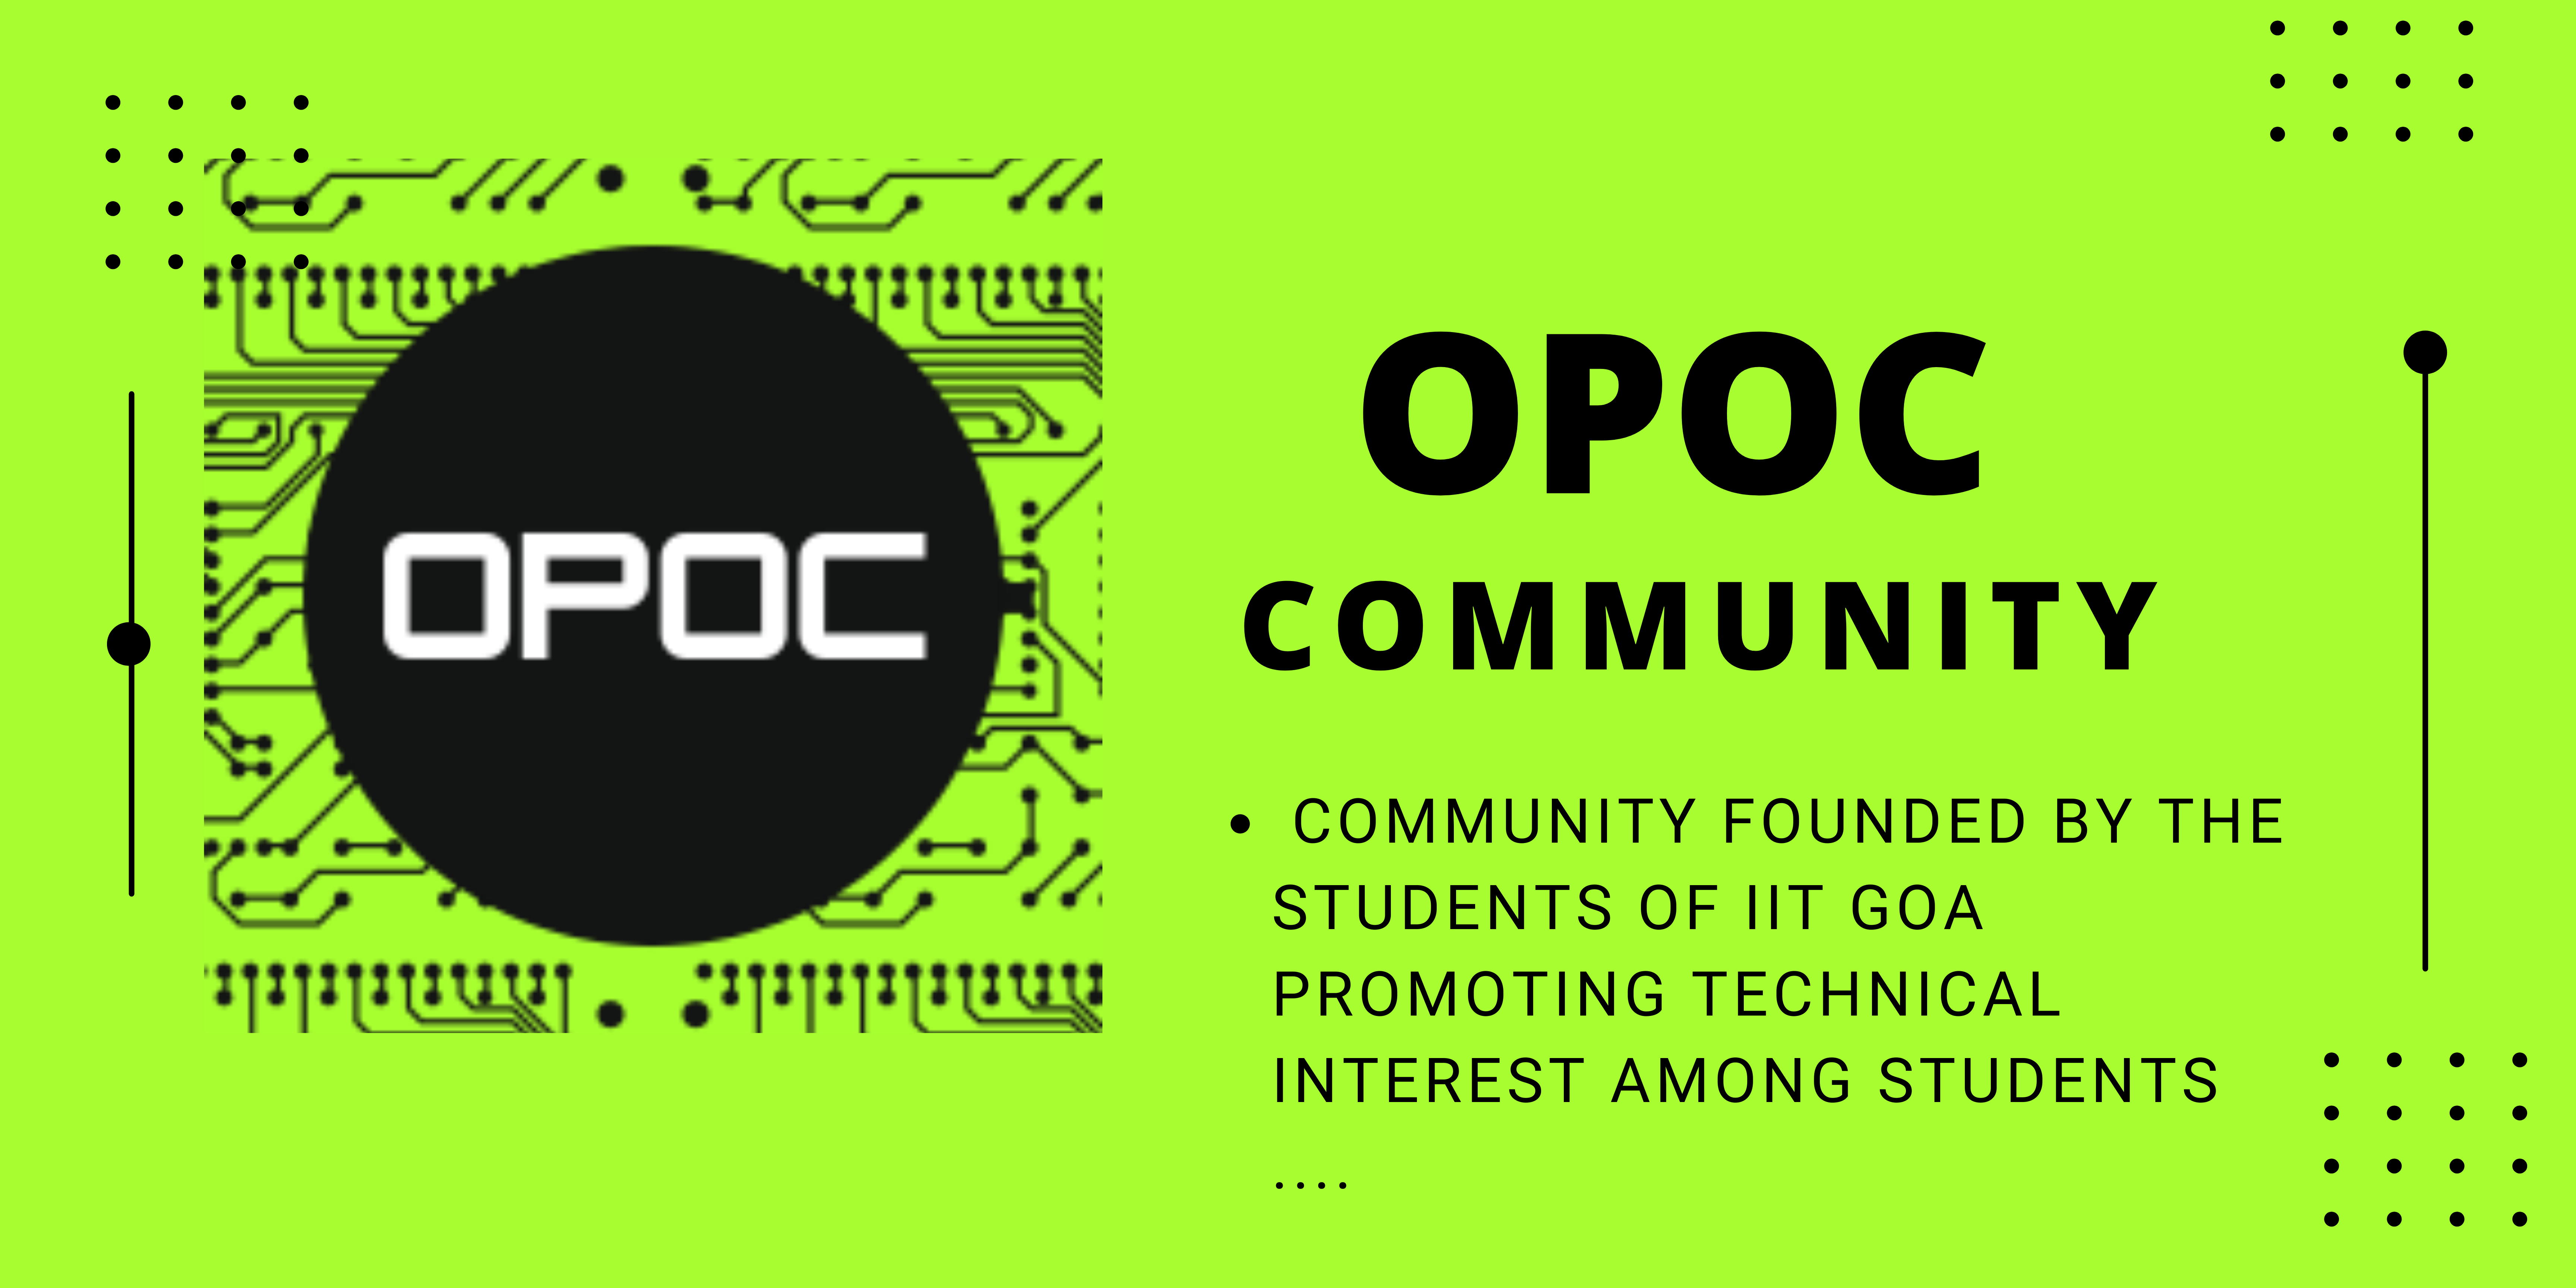 OPOC
OPOC
COMMUNITY
• COMMUNITY FOUNDED BY THE
STUDENTS OF IIT GOA
PROMOTING TECHNICAL
INTEREST AMONG STUDENTS
....